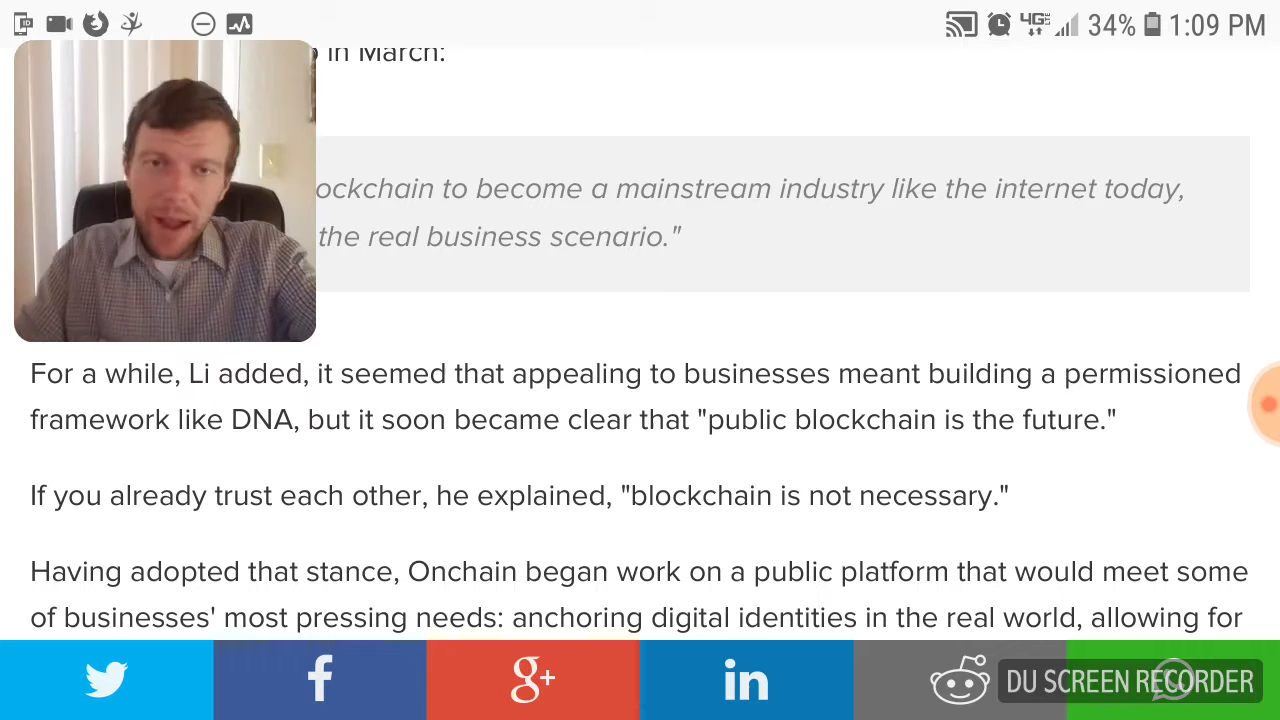 34% 1:09 PM
in March:
ockchain to become a mainstream industry like the internet today,
the real business scenario."
For a while, Li added, it seemed that appealing to businesses meant building a permissioned
framework like DNA, but it soon became clear that "public blockchain is the future."
If you already trust each other, he explained, "blockchain is not necessary."
Having adopted that stance, Onchain began work on a public platform that would meet some
of businesses' most pressing needs: anchoring digital identities in the real world, allowing for
f g+ in DU SCREEN RECORDER